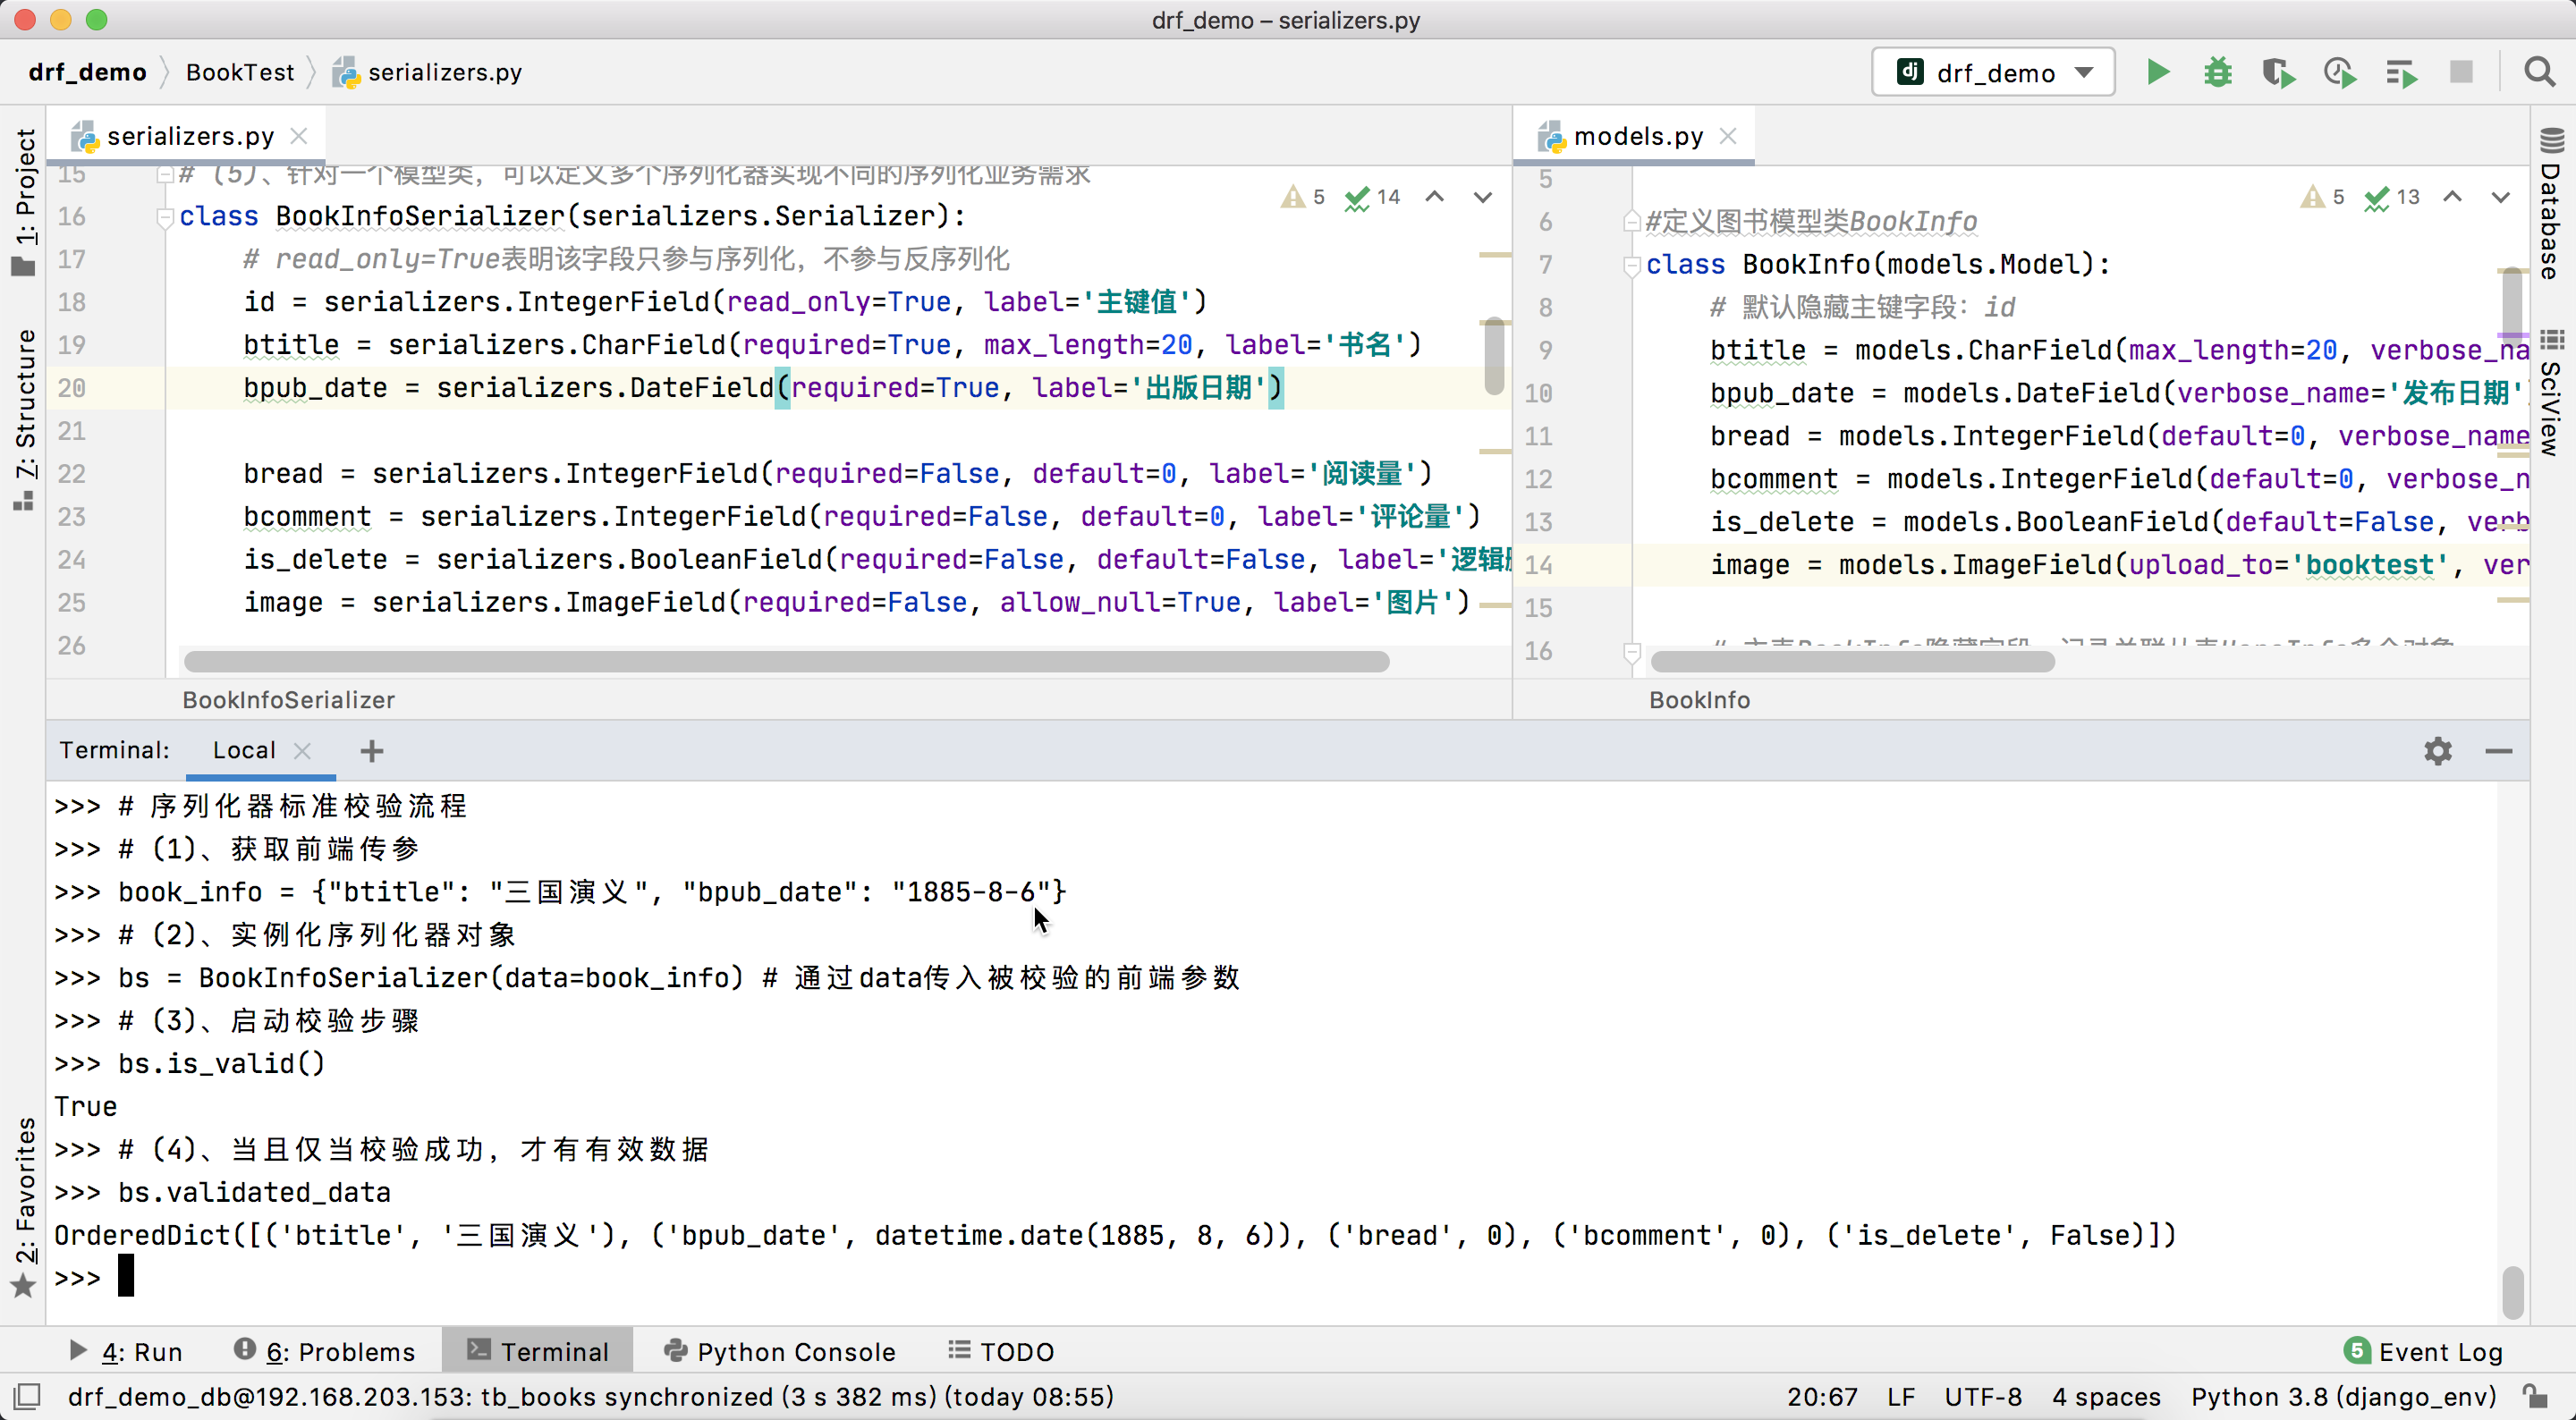 drf_demo – serializers.py
drf_demo BookTest serializers.py
drf_demo
1: Project
7: Structure
2: Favorites
serializers.py
15 # (5)、针对一个模型类，可以定义多个序列化器实现不同的序列化业务需求
5 14
16 class BookInfoSerializer(serializers.Serializer):
17 # read_only=True表明该字段只参与序列化，不参与反序列化
18 id = serializers.IntegerField(read_only=True, label='主键值')
19 btitle = serializers.CharField(required=True, max_length=20, label='书名')
20 bpub_date = serializers.DateField(required=True, label='出版日期')
21
22 bread = serializers.IntegerField(required=False, default=0, label='阅读量')
23 bcomment = serializers.IntegerField(required=False, default=0, label='评论量')
24 is_delete = serializers.BooleanField(required=False, default=False, label='逻辑
25 image = serializers.ImageField(required=False, allow_null=True, label='图片')
26
BookInfoSerializer
models.py
5
5 13
6 #定义图书模型类BookInfo
7 class BookInfo(models.Model):
8 # 默认隐藏主键字段：id
9 btitle = models.CharField(max_length=20, verbose_na
10 bpub_date = models.DateField(verbose_name='发布日期'
11 bread = models.IntegerField(default=0, verbose_name
12 bcomment = models.IntegerField(default=0, verbose_n
13 is_delete = models.BooleanField(default=False, verb
14 image = models.ImageField(upload_to='booktest', ver
15
16
BookInfo
Database
SciView
Terminal: Local
>>> # 序列化器标准校验流程
>>> # (1)、获取前端传参
>>> book_info = {"btitle": "三国演义", "bpub_date": "1885-8-6"}
>>> # (2)、实例化序列化器对象
>>> bs = BookInfoSerializer(data=book_info) # 通过data传入被校验的前端参数
>>> # (3)、启动校验步骤
>>> bs.is_valid()
True
>>> # (4)、当且仅当校验成功，才有有效数据
>>> bs.validated_data
OrderedDict([('btitle', '三国演义'), ('bpub_date', datetime.date(1885, 8, 6)), ('bread', 0), ('bcomment', 0), ('is_delete', False)])
>>>
4: Run 6: Problems Terminal Python Console TODO 5 Event Log
drf_demo_db@192.168.203.153: tb_books synchronized (3 s 382 ms) (today 08:55) 20:67 LF UTF-8 4 spaces Python 3.8 (django_env)